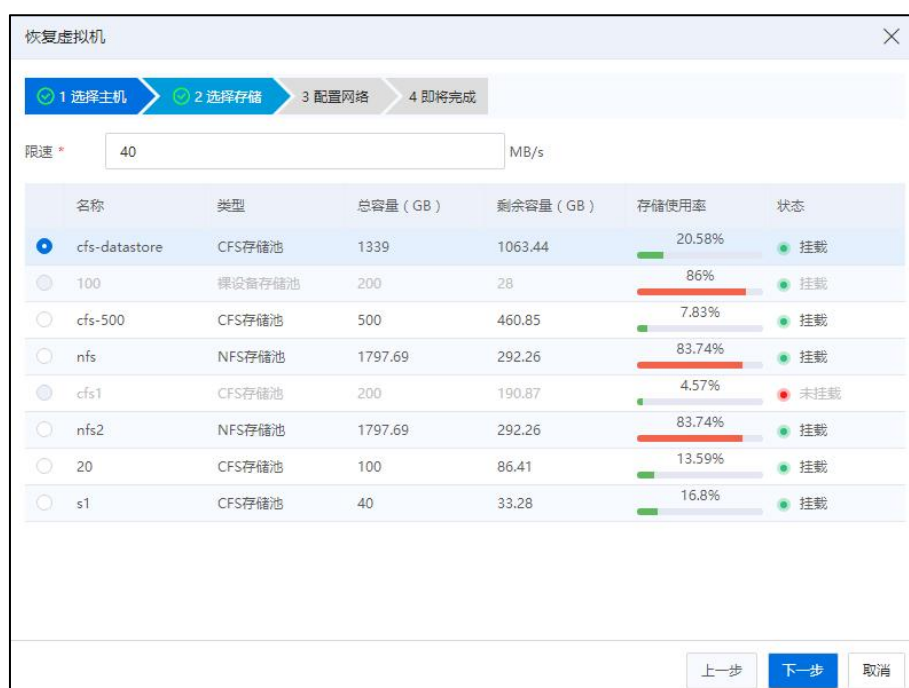 恢复虚拟机
1 选择主机 2 选择存储 3 配置网络 4 即将完成
限速 * 40 MB/s
名称 类型 总容量（GB） 剩余容量（GB） 存储使用率 状态
cfs-datastore CFS存储池 1339 1063.44 20.58% 挂载
100 裸设备存储池 200 28 86% 挂载
cfs-500 CFS存储池 500 460.85 7.83% 挂载
nfs NFS存储池 1797.69 292.26 83.74% 挂载
cfs1 CFS存储池 200 190.87 4.57% 未挂载
nfs2 NFS存储池 1797.69 292.26 83.74% 挂载
20 CFS存储池 100 86.41 13.59% 挂载
s1 CFS存储池 40 33.28 16.8% 挂载
上一步 下一步 取消